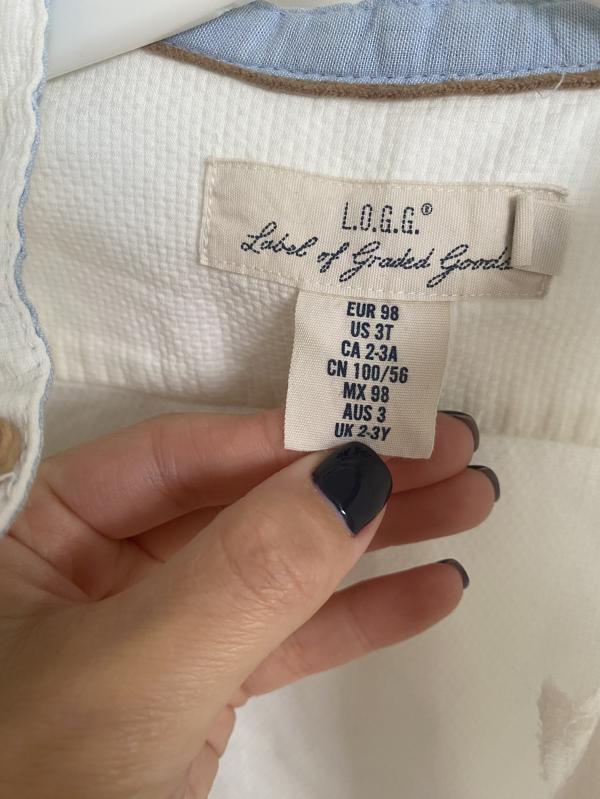 L.O.G.G.®
Label of Graded Goods
EUR 98
US 3T
CA 2-3A
CN 100/56
MX 98
AUS 3
UK 2-3Y